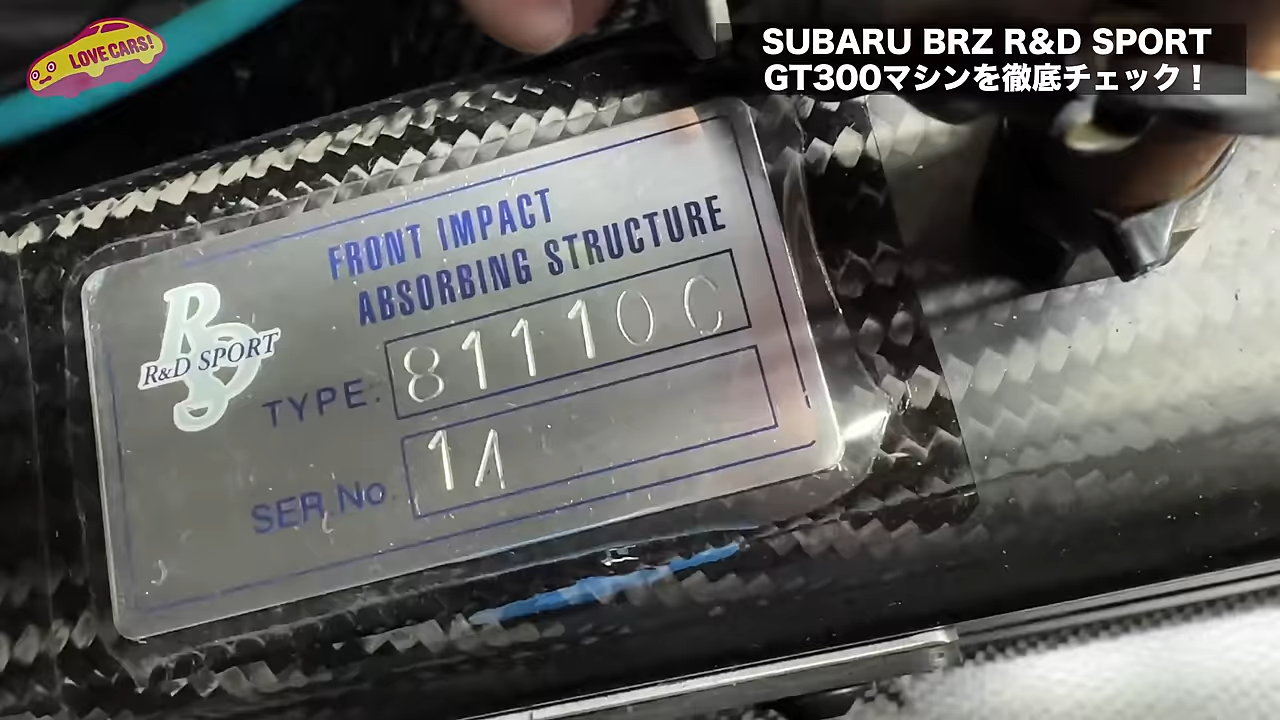 LOVE CARS!
SUBARU BRZ R&D SPORT
GT300マシンを徹底チェック！
FRONT IMPACT
ABSORBING STRUCTURE
R&D SPORT
TYPE: 81110C
SER.No.